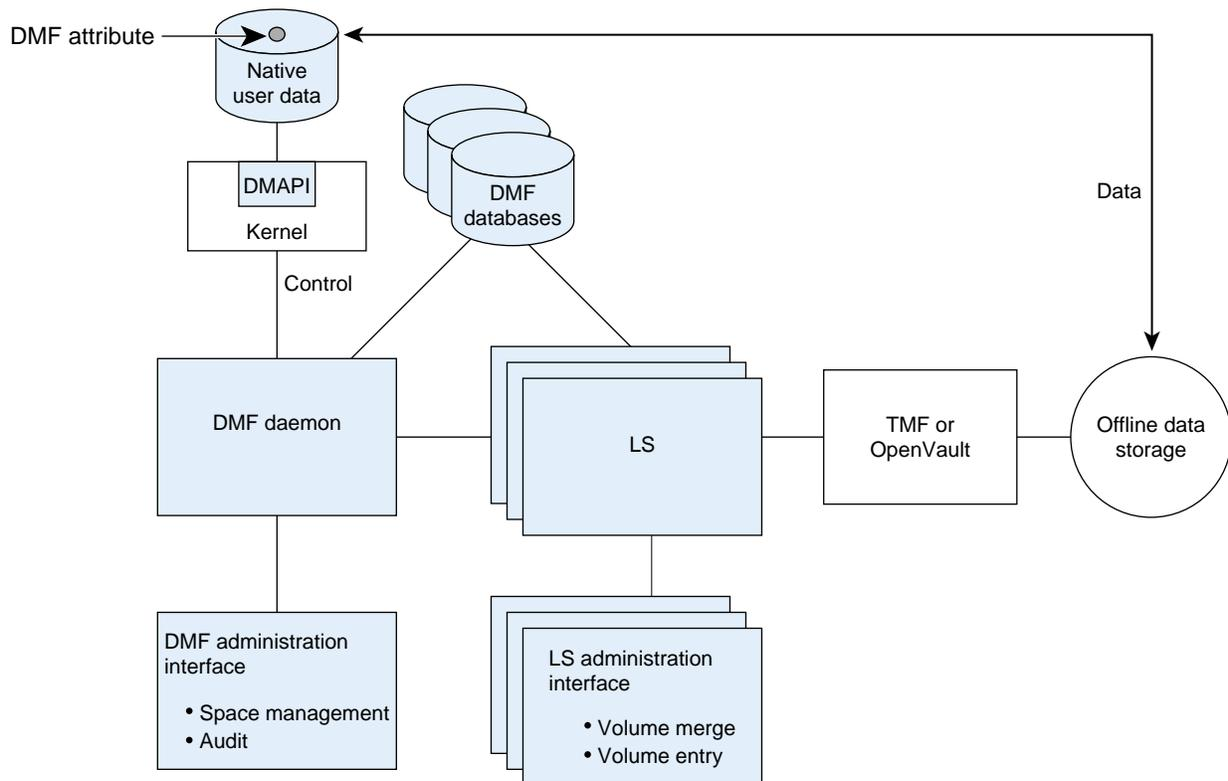 DMF attribute
Native
user data
DMAPI
Kernel
Control
DMF
databases
Data
DMF daemon
LS
TMF or
OpenVault
Offline data
storage
DMF administration
interface
• Space management
• Audit
LS administration
interface
• Volume merge
• Volume entry